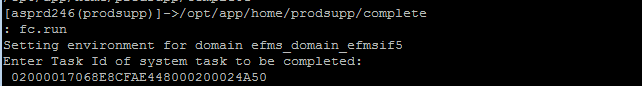 [asprd246(prodsupp)]->/opt/app/home/prodsupp/complete
: fc.run
Setting environment for domain efms_domain_efmsif5
Enter Task Id of system task to be completed:
02000017068E8CFAE448000200024A50